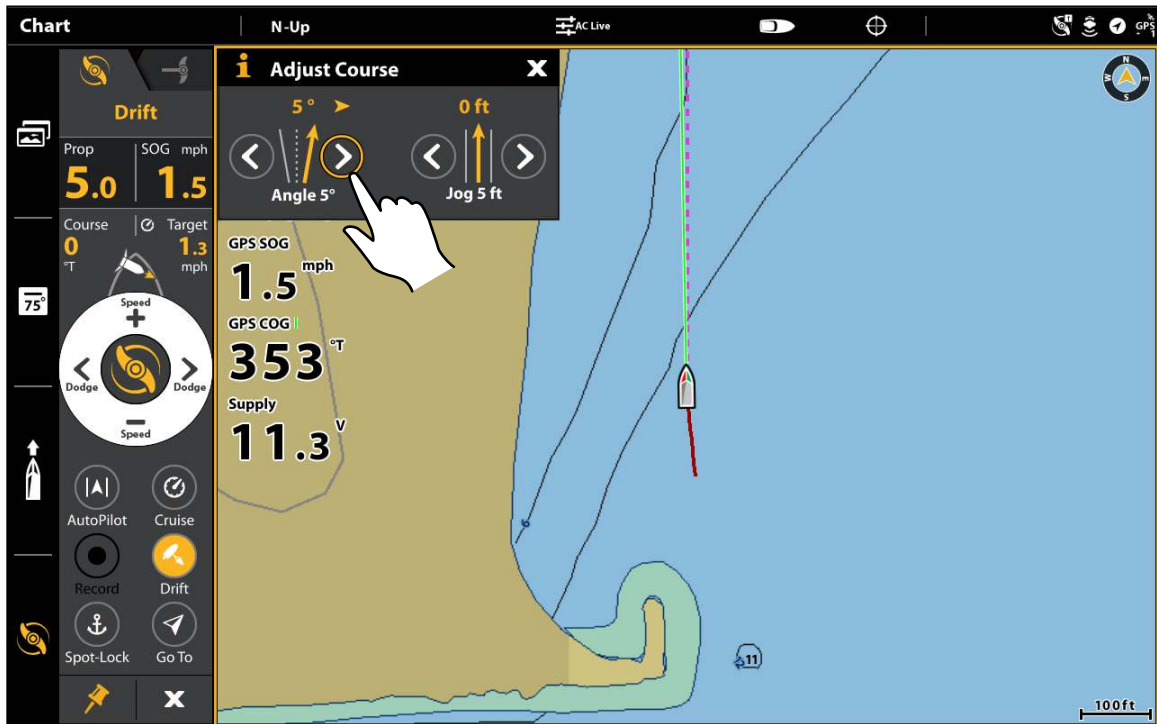 Chart
N-Up
AC Live
GPS
1
Drift
Prop
SOG mph
5.0
1.5
Course
Target
0
1.3
°T
mph
Speed
+
Dodge
Dodge
Speed
AutoPilot
Cruise
Record
Drift
Spot-Lock
Go To
X
75°
i Adjust Course X
5°
0 ft
Angle 5°
Jog 5 ft
GPS SOG
1.5 mph
GPS COG
353 °T
Supply
11.3 V
N
W
E
S
6
11
100ft